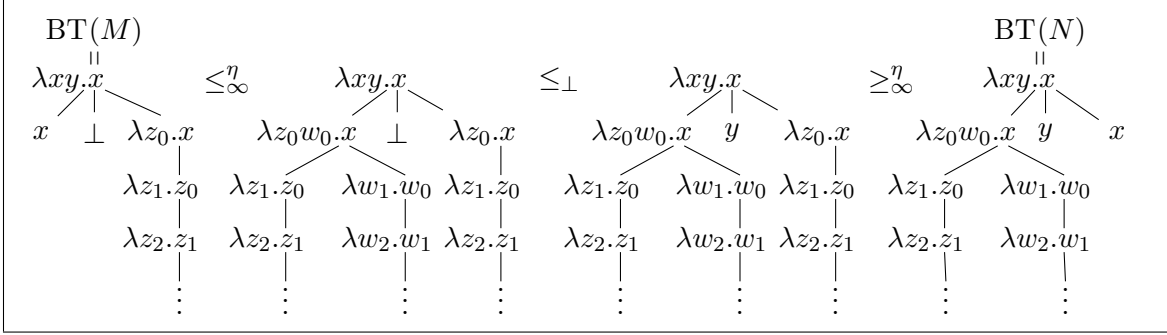 BT(M) BT(N)
= =
λxy.x ≤^η_∞ λxy.x ≤_⊥ λxy.x ≥^η_∞ λxy.x
x ⊥ λz₀.x λz₀w₀.x ⊥ λz₀.x λz₀w₀.x y λz₀.x λz₀w₀.x y x
λz₁.z₀ λz₁.z₀ λw₁.w₀ λz₁.z₀ λz₁.z₀ λw₁.w₀ λz₁.z₀ λz₁.z₀ λw₁.w₀
λz₂.z₁ λz₂.z₁ λw₂.w₁ λz₂.z₁ λz₂.z₁ λw₂.w₁ λz₂.z₁ λz₂.z₁ λw₂.w₁
⋮ ⋮ ⋮ ⋮ ⋮ ⋮ ⋮ ⋮ ⋮